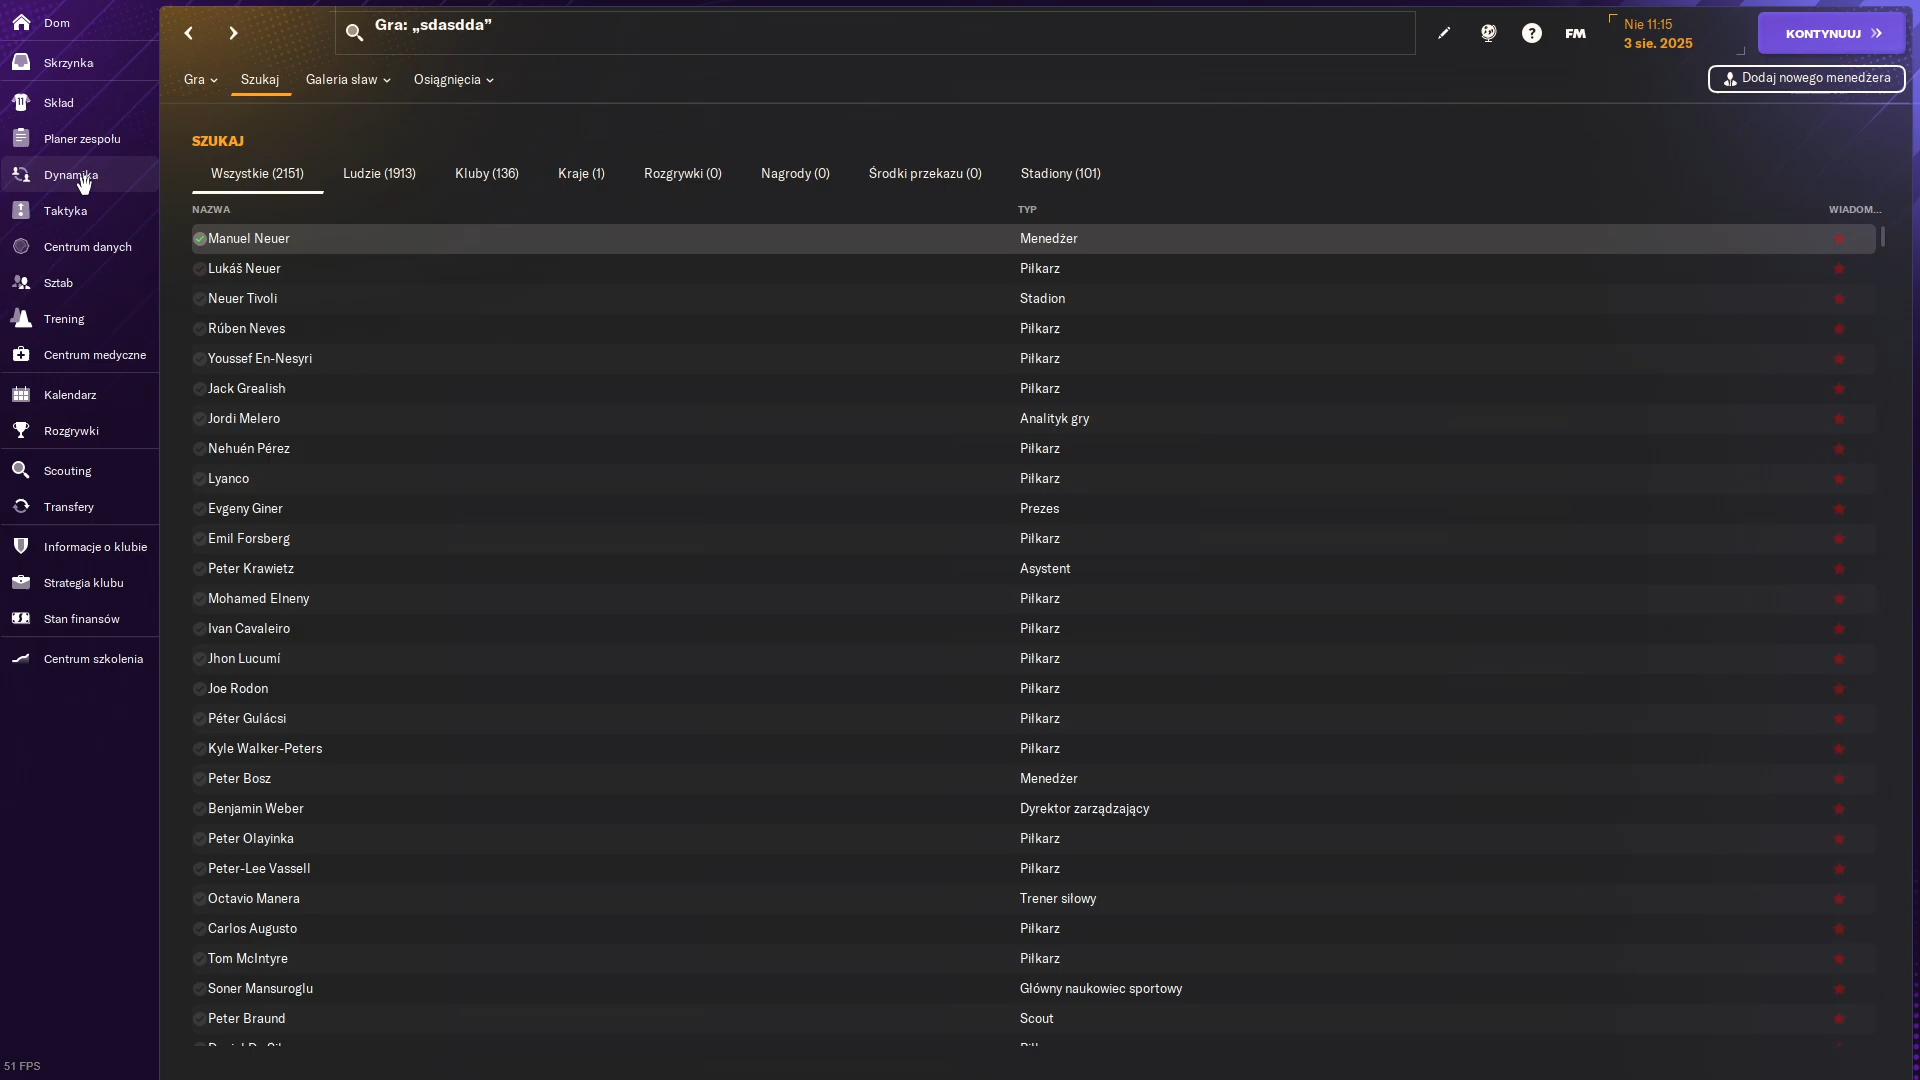 Dom
Skrzynka
Skład
Planer zespołu
Dynamika
Taktyka
Centrum danych
Sztab
Trening
Centrum medyczne
Kalendarz
Rozgrywki
Scouting
Transfery
Informacje o klubie
Strategia klubu
Stan finansów
Centrum szkolenia
51 FPS
Gra: „sdasdda”
FM
Nie 11:15
3 sie. 2025
KONTYNUUJ
Gra
Szukaj
Galeria sław
Osiągnięcia
Dodaj nowego menedżera
SZUKAJ
Wszystkie (2151)
Ludzie (1913)
Kluby (136)
Kraje (1)
Rozgrywki (0)
Nagrody (0)
Środki przekazu (0)
Stadiony (101)
NAZWA TYP WIADOM...
Manuel Neuer Menedżer
Lukáš Neuer Piłkarz
Neuer Tivoli Stadion
Rúben Neves Piłkarz
Youssef En-Nesyri Piłkarz
Jack Grealish Piłkarz
Jordi Melero Analityk gry
Nehuén Pérez Piłkarz
Lyanco Piłkarz
Evgeny Giner Prezes
Emil Forsberg Piłkarz
Peter Krawietz Asystent
Mohamed Elneny Piłkarz
Ivan Cavaleiro Piłkarz
Jhon Lucumí Piłkarz
Joe Rodon Piłkarz
Péter Gulácsi Piłkarz
Kyle Walker-Peters Piłkarz
Peter Bosz Menedżer
Benjamin Weber Dyrektor zarządzający
Peter Olayinka Piłkarz
Peter-Lee Vassell Piłkarz
Octavio Manera Trener siłowy
Carlos Augusto Piłkarz
Tom McIntyre Piłkarz
Soner Mansuroglu Główny naukowiec sportowy
Peter Braund Scout